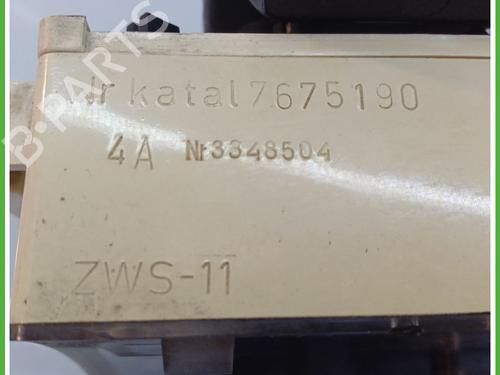 Nr katal 7675190
4A Nr 3348504
ZWS-11
B-PARTS